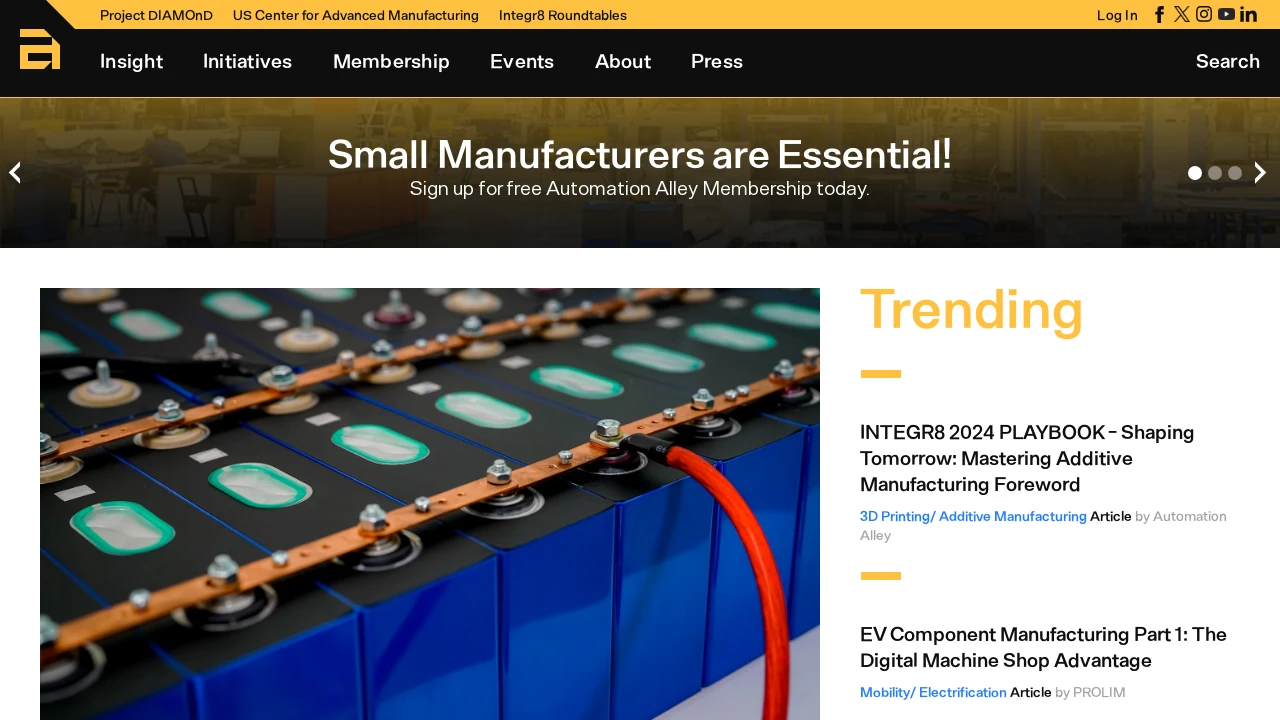 Project DIAMOnD US Center for Advanced Manufacturing Integr8 Roundtables Log In
Insight Initiatives Membership Events About Press Search
Small Manufacturers are Essential!
Sign up for free Automation Alley Membership today.
Trending
INTEGR8 2024 PLAYBOOK – Shaping
Tomorrow: Mastering Additive
Manufacturing Foreword
3D Printing/ Additive Manufacturing Article by Automation
Alley
EV Component Manufacturing Part 1: The
Digital Machine Shop Advantage
Mobility/ Electrification Article by PROLIM